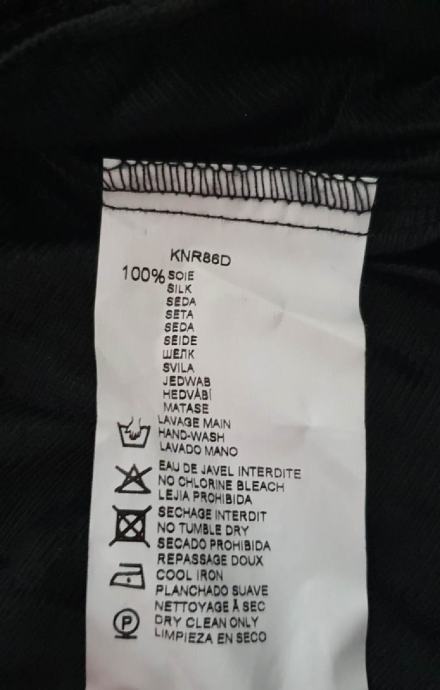 KNR86D
100% SOIE
SILK
SEDA
SETA
SEDA
SEIDE
ШЕЛК
SVILA
JEDWAB
HEDVÁBÍ
MATASE
LAVAGE MAIN
HAND-WASH
LAVADO MANO
EAU DE JAVEL INTERDITE
NO CHLORINE BLEACH
LEJIA PROHIBIDA
SECHAGE INTERDIT
NO TUMBLE DRY
SECADO PROHIBIDA
REPASSAGE DOUX
COOL IRON
PLANCHADO SUAVE
NETTOYAGE À SEC
P DRY CLEAN ONLY
LIMPIEZA EN SECO